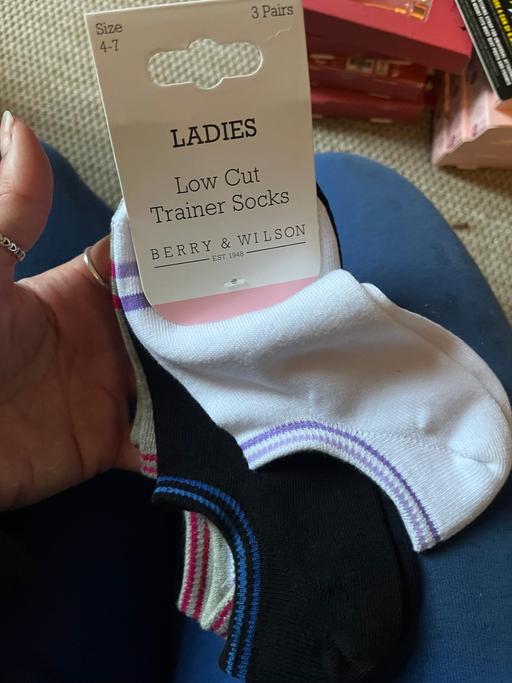 Size
4-7
3 Pairs
LADIES
Low Cut
Trainer Socks
BERRY & WILSON
EST. 1948